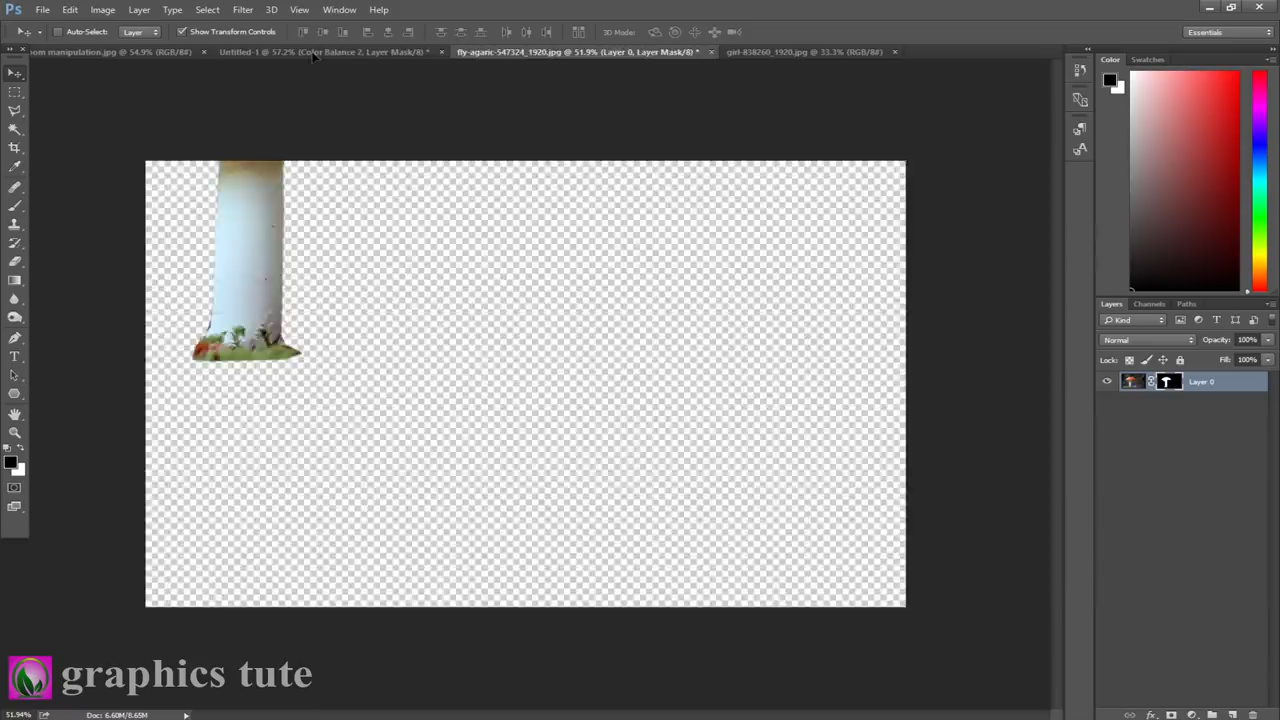 Ps File Edit Image Layer Type Select Filter 3D View Window Help
Auto-Select: Layer Show Transform Controls 3D Mode: Essentials
om manipulation.jpg @ 54.9% (RGB/8#) × Untitled-1 @ 57.2% (Color Balance 2, Layer Mask/8) * × fly-agaric-547324_1920.jpg @ 51.9% (Layer 0, Layer Mask/8) * × girl-838260_1920.jpg @ 33.3% (RGB/8#) ×
Color Swatches
Layers Channels Paths
Kind
Normal Opacity: 100%
Lock: Fill: 100%
Layer 0
graphics tute
51.94% Doc: 6.60M/8.65M